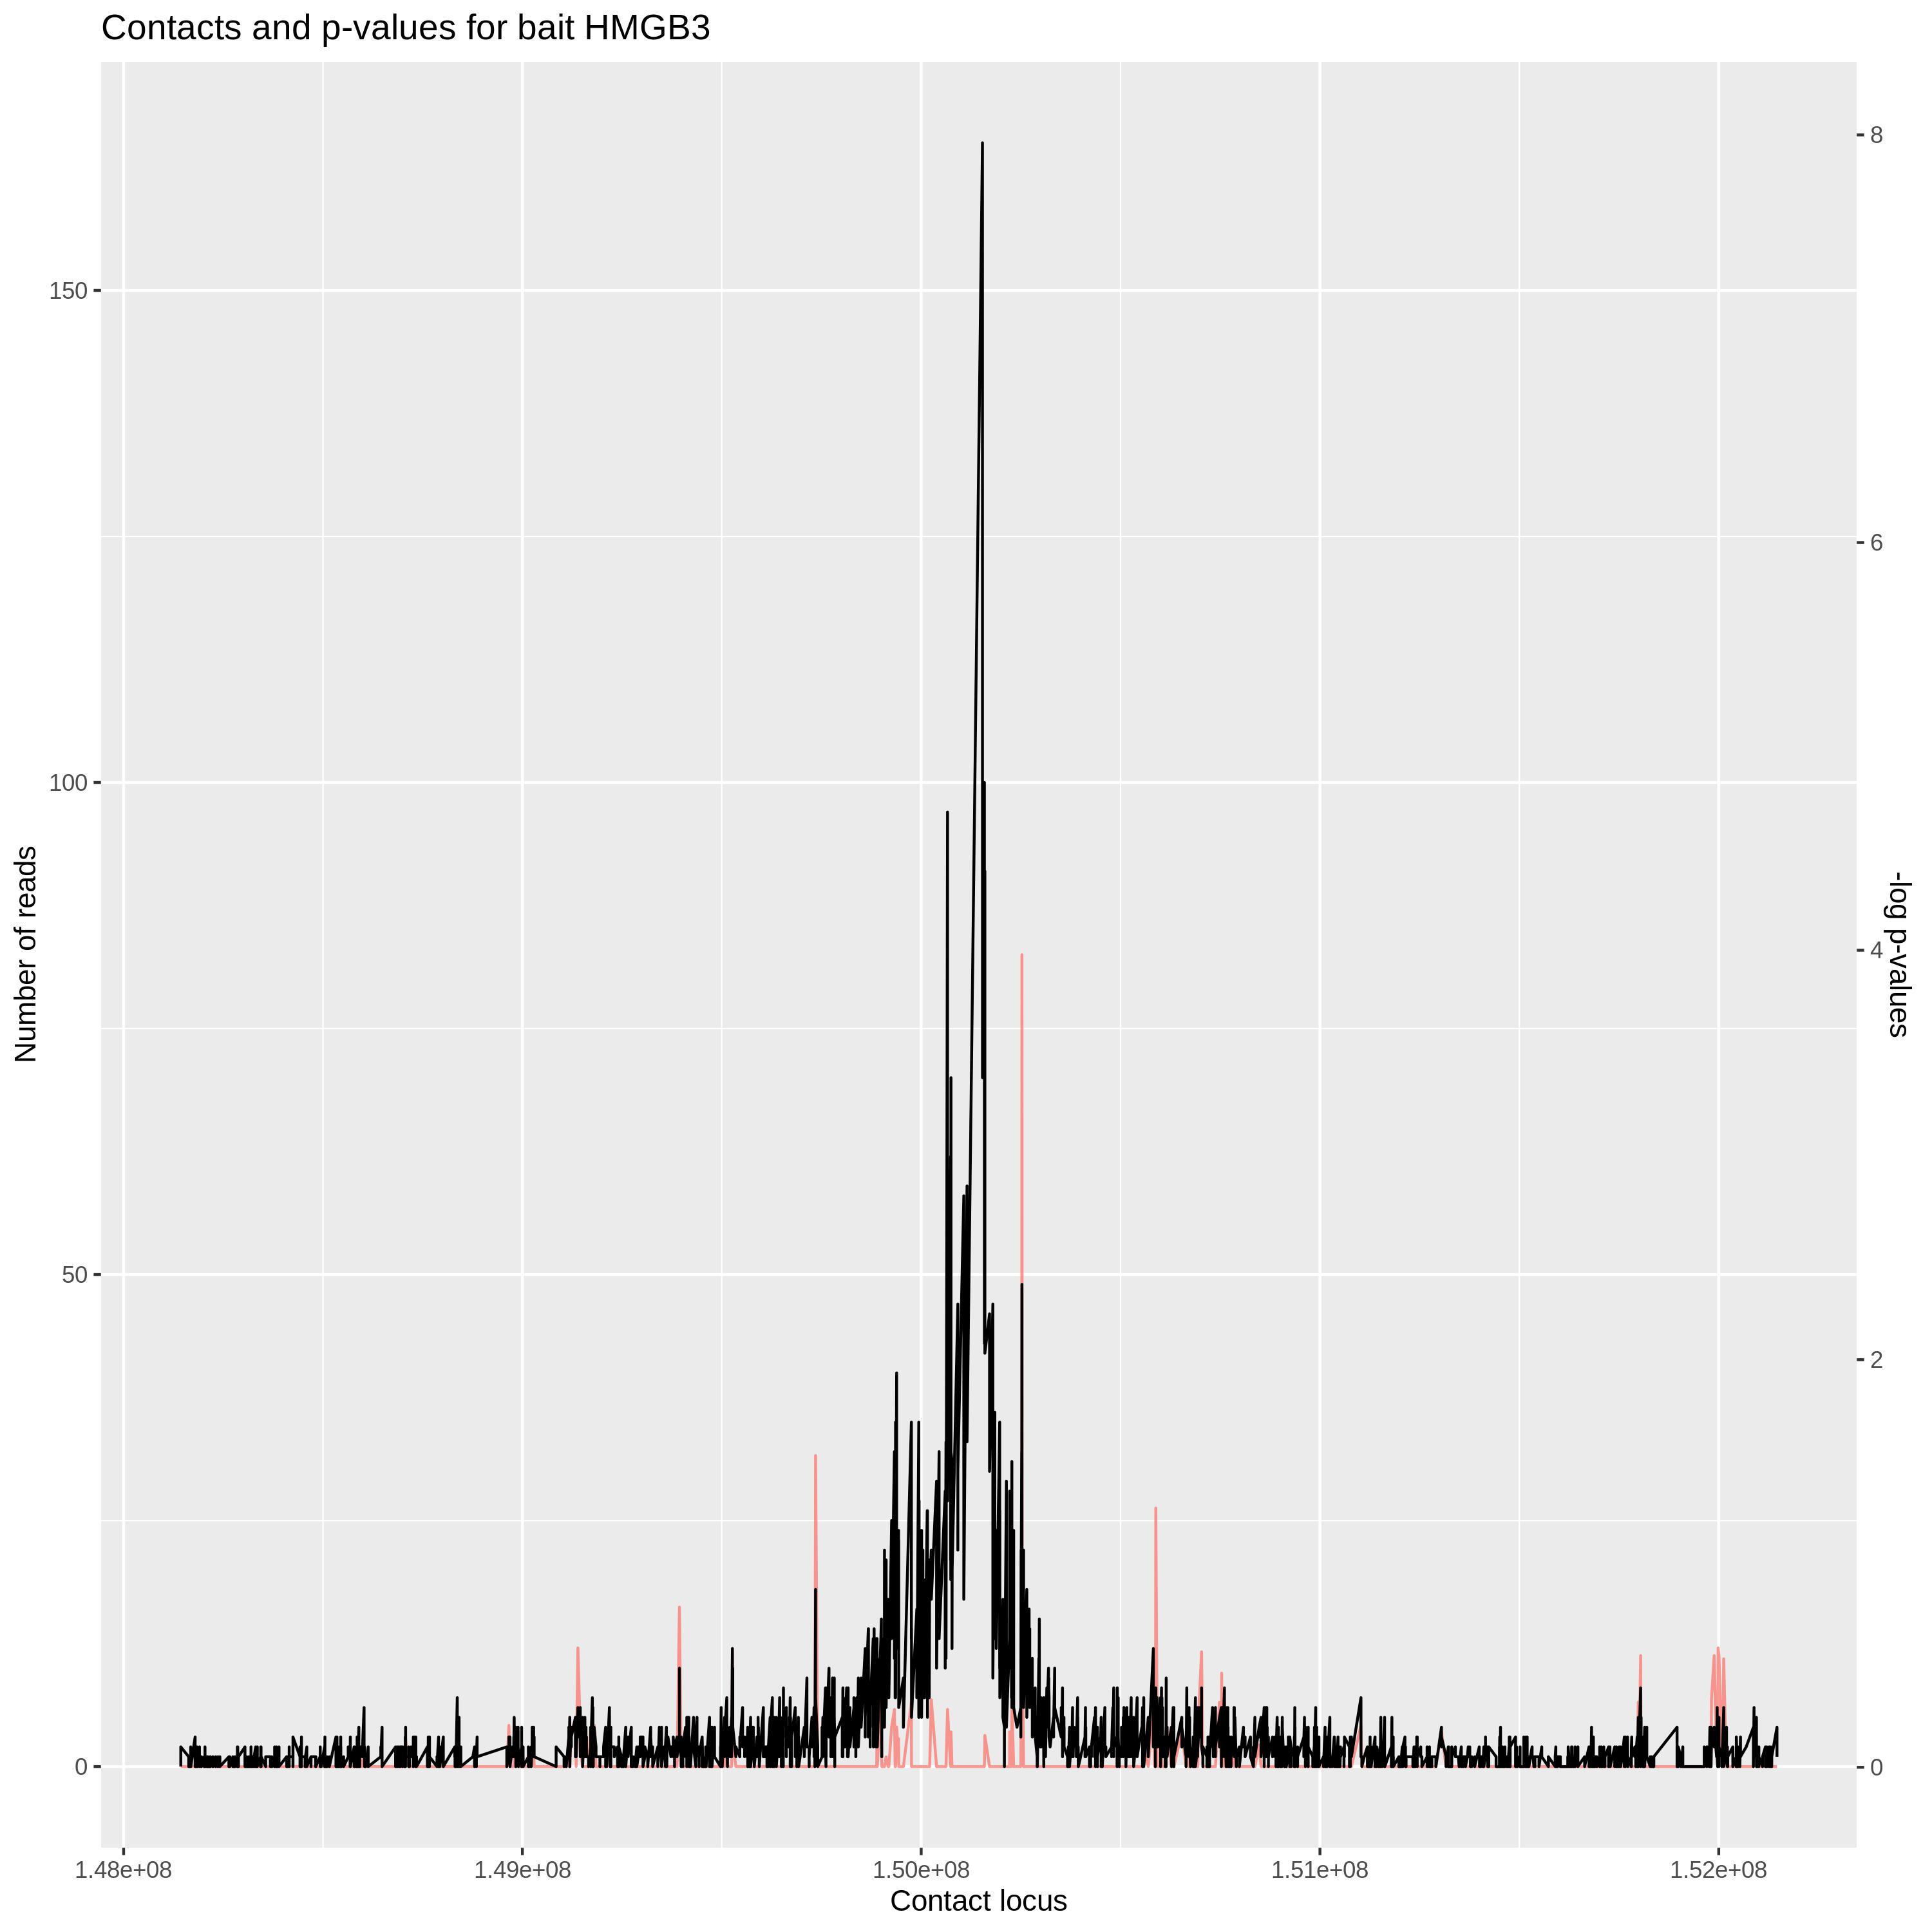 Contacts and p-values for bait HMGB3
Number of reads
150
100
50
0
8
6
4
2
0
-log p-values
1.48e+08
1.49e+08
1.50e+08
1.51e+08
1.52e+08
Contact locus